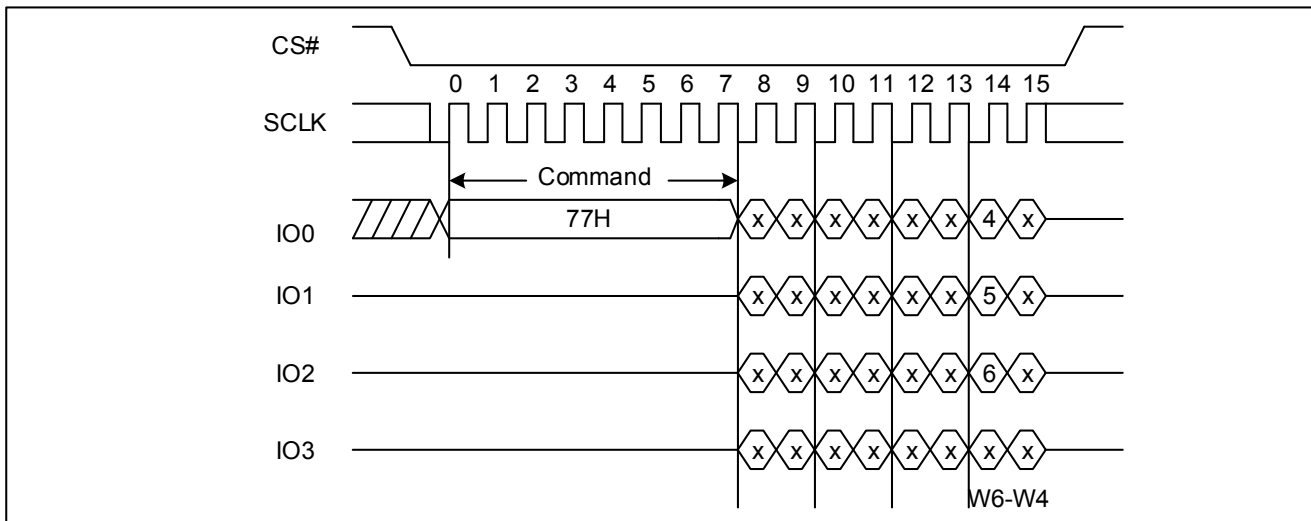 CS#
0 1 2 3 4 5 6 7 8 9 10 11 12 13 14 15
SCLK
Command
IO0 77H x x x x x x 4 x
IO1 x x x x x x 5 x
IO2 x x x x x x 6 x
IO3 x x x x x x x x
W6-W4